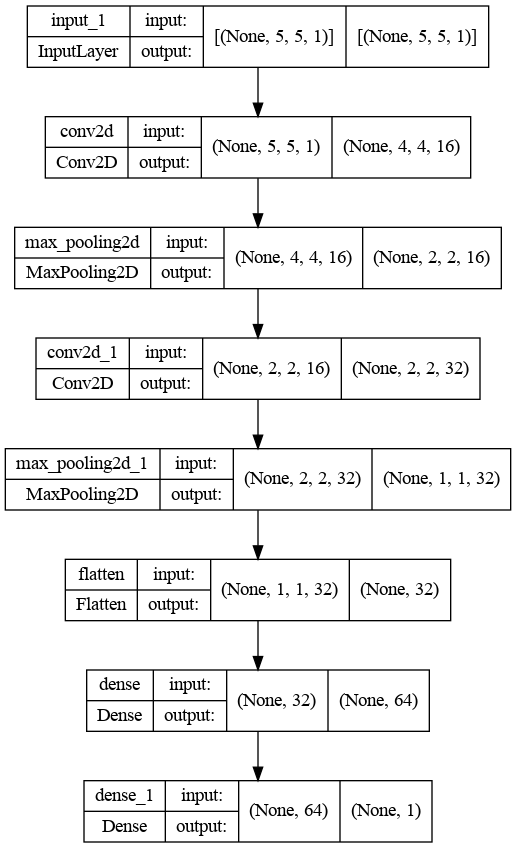 input_1 input: [(None, 5, 5, 1)] [(None, 5, 5, 1)]
InputLayer output:
conv2d input: (None, 5, 5, 1) (None, 4, 4, 16)
Conv2D output:
max_pooling2d input: (None, 4, 4, 16) (None, 2, 2, 16)
MaxPooling2D output:
conv2d_1 input: (None, 2, 2, 16) (None, 2, 2, 32)
Conv2D output:
max_pooling2d_1 input: (None, 2, 2, 32) (None, 1, 1, 32)
MaxPooling2D output:
flatten input: (None, 1, 1, 32) (None, 32)
Flatten output:
dense input: (None, 32) (None, 64)
Dense output:
dense_1 input: (None, 64) (None, 1)
Dense output: